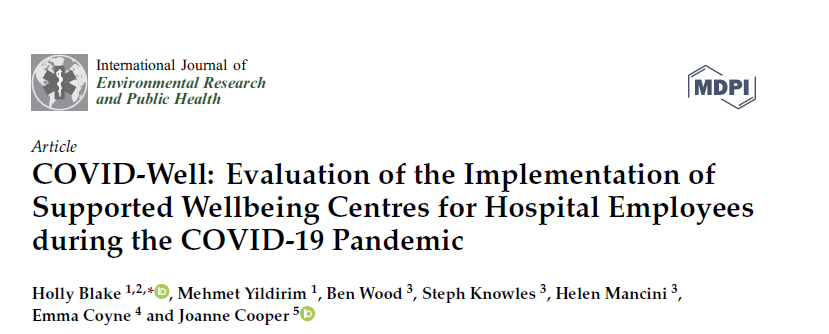 International Journal of
Environmental Research
and Public Health
MDPI
Article
COVID-Well: Evaluation of the Implementation of
Supported Wellbeing Centres for Hospital Employees
during the COVID-19 Pandemic
Holly Blake 1,2,* iD, Mehmet Yildirim 1, Ben Wood 3, Steph Knowles 3, Helen Mancini 3,
Emma Coyne 4 and Joanne Cooper 5 iD